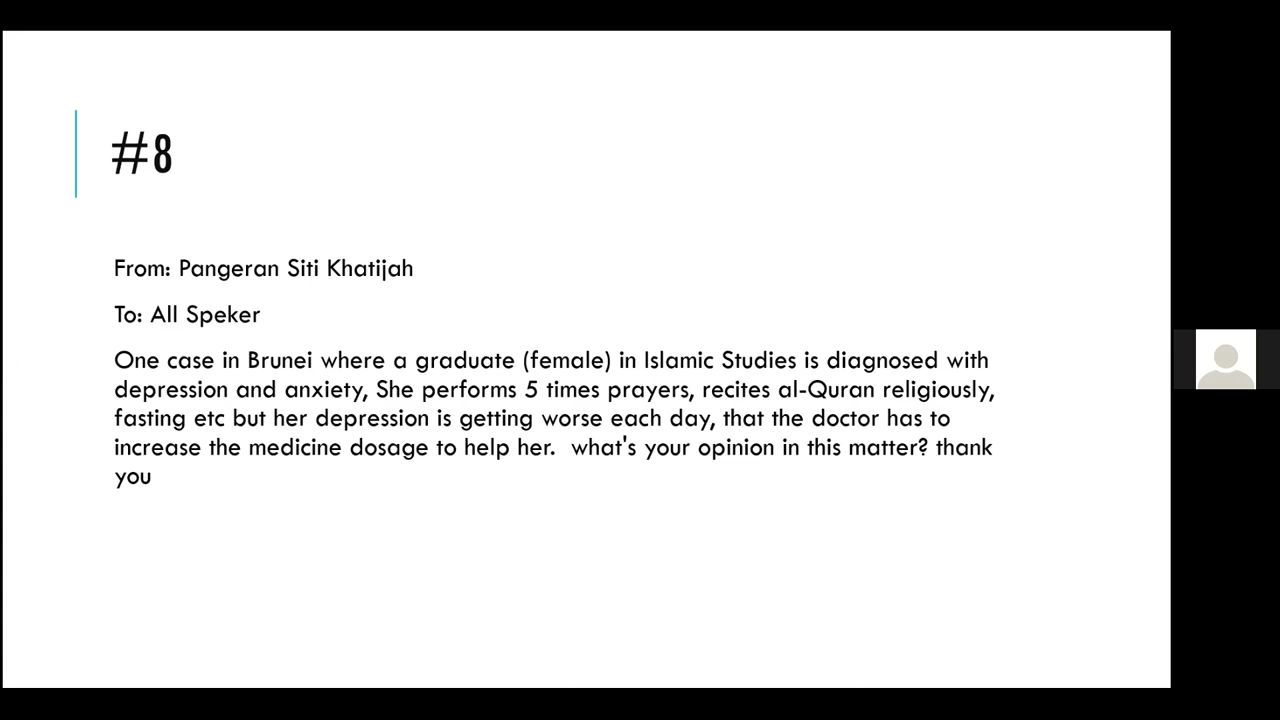 #8
From: Pangeran Siti Khatijah
To: All Speker
One case in Brunei where a graduate (female) in Islamic Studies is diagnosed with
depression and anxiety, She performs 5 times prayers, recites al-Quran religiously,
fasting etc but her depression is getting worse each day, that the doctor has to
increase the medicine dosage to help her.  what's your opinion in this matter? thank
you